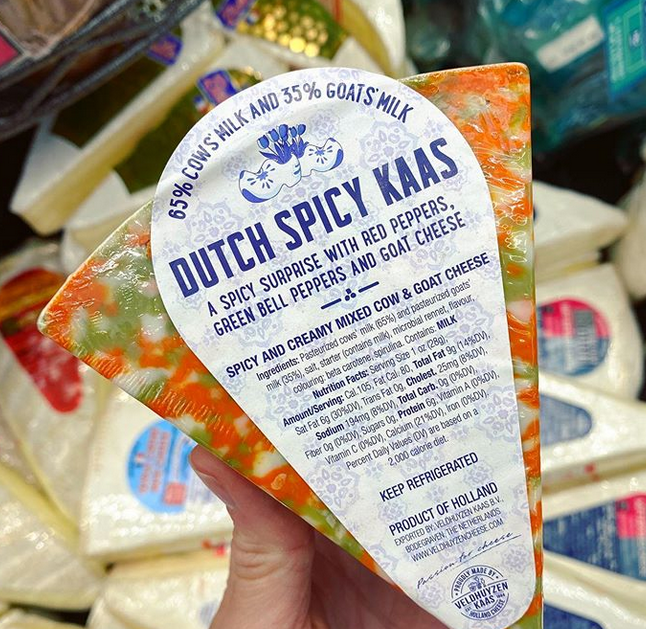 65% COWS' MILK AND 35% GOATS' MILK
DUTCH SPICY KAAS
A SPICY SURPRISE WITH RED PEPPERS,
GREEN BELL PEPPERS AND GOAT CHEESE
SPICY AND CREAMY MIXED COW & GOAT CHEESE
Ingredients: Pasteurized cows' milk (65%) and pasteurized goats'
milk (35%), salt, starter (contains milk), microbial rennet, flavour,
colouring: beta carotene, spirulina. Contains: MILK
Nutrition Facts: Serving Size 1 oz (28g),
Amount/Serving: Cal. 105, Fat Cal. 80, Total Fat 9g (14%DV),
Sat Fat 6g (30%DV), Trans Fat 0g, Cholest. 25mg (8%DV),
Sodium 194mg (8%DV), Total Carb. 0g (0%DV),
Fiber 0g (0%DV), Sugars 0g, Protein 6g, Vitamin A (0%DV),
Vitamin C (0%DV), Calcium (21%DV), Iron (0%DV).
Percent Daily Values (DV) are based on a
2,000 calorie diet.
KEEP REFRIGERATED
PRODUCT OF HOLLAND
EXPORTED BY: VELDHUYZEN KAAS B.V.
BODEGRAVEN, THE NETHERLANDS
WWW.VELDHUYZENCHEESE.COM
Passion for cheese
PROUDLY MADE BY
VELDHUYZEN
KAAS
HOLLAND CHEESE